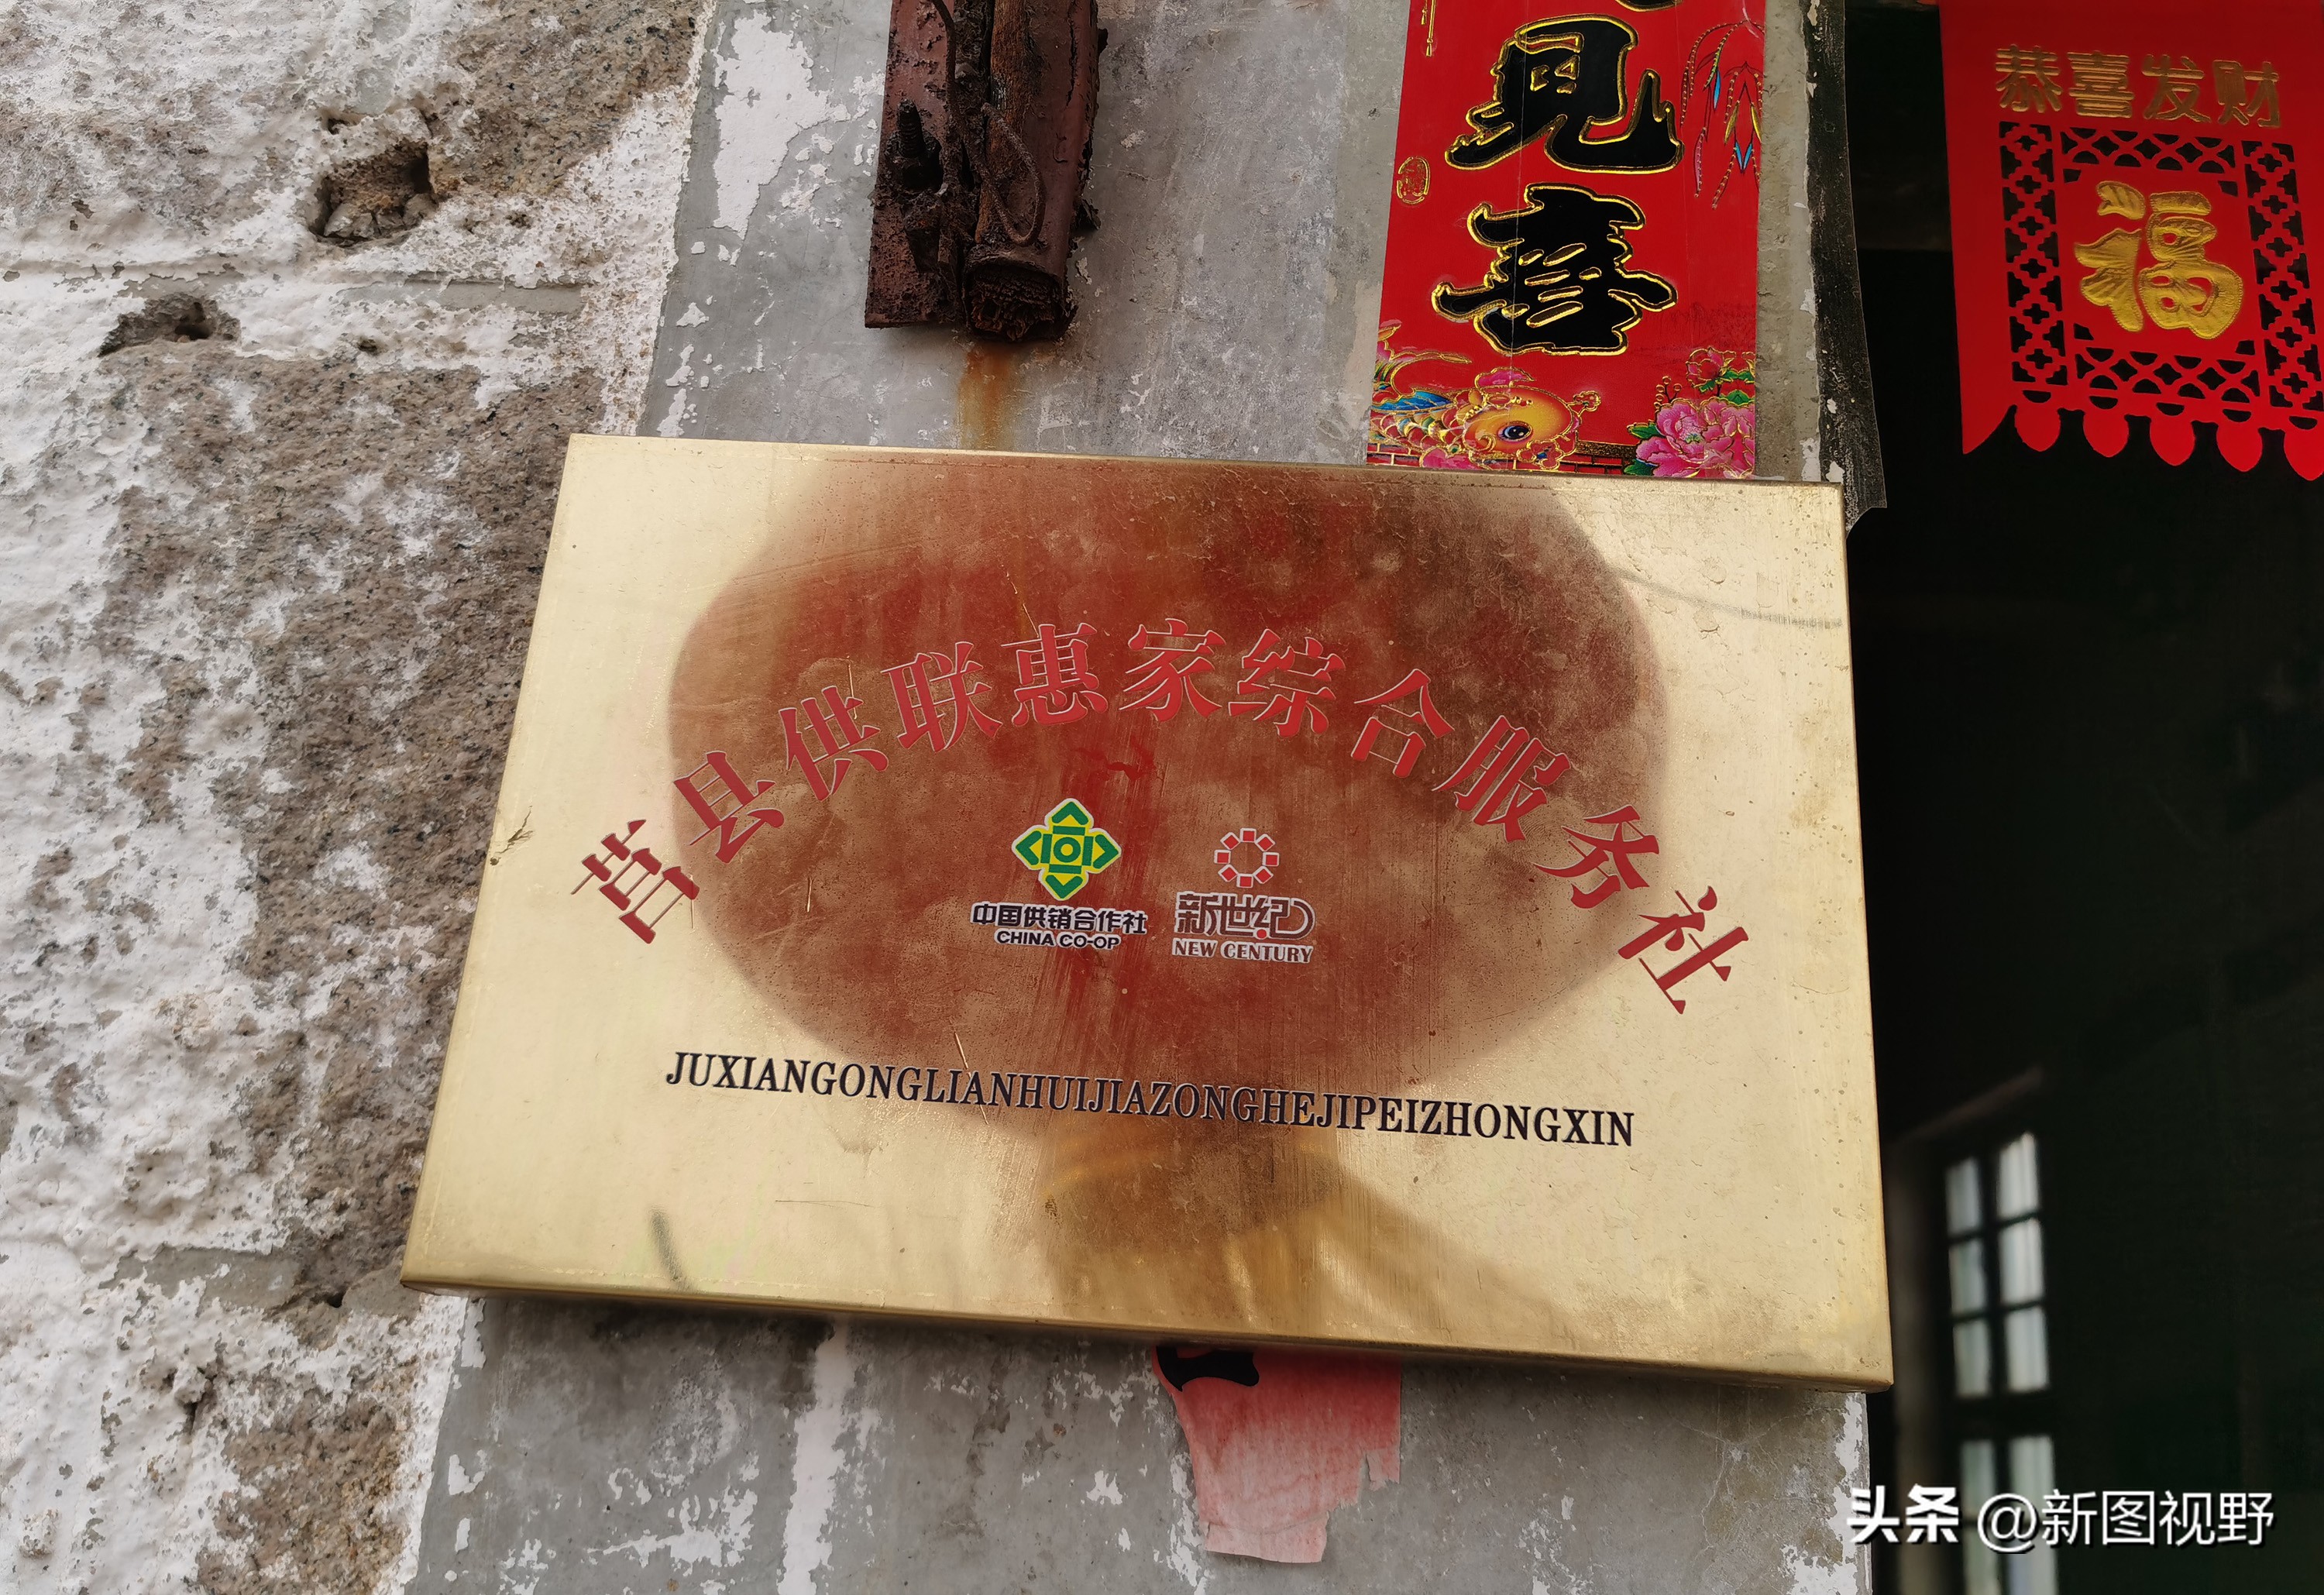 见喜
恭喜发财
福
莒县供联惠家综合服务社
中国供销合作社
CHINA CO-OP
新世纪
NEW CENTURY
JUXIANGONGLIANHUIJIAZONGHEJIPEIZHONGXIN
头条 @新图视野